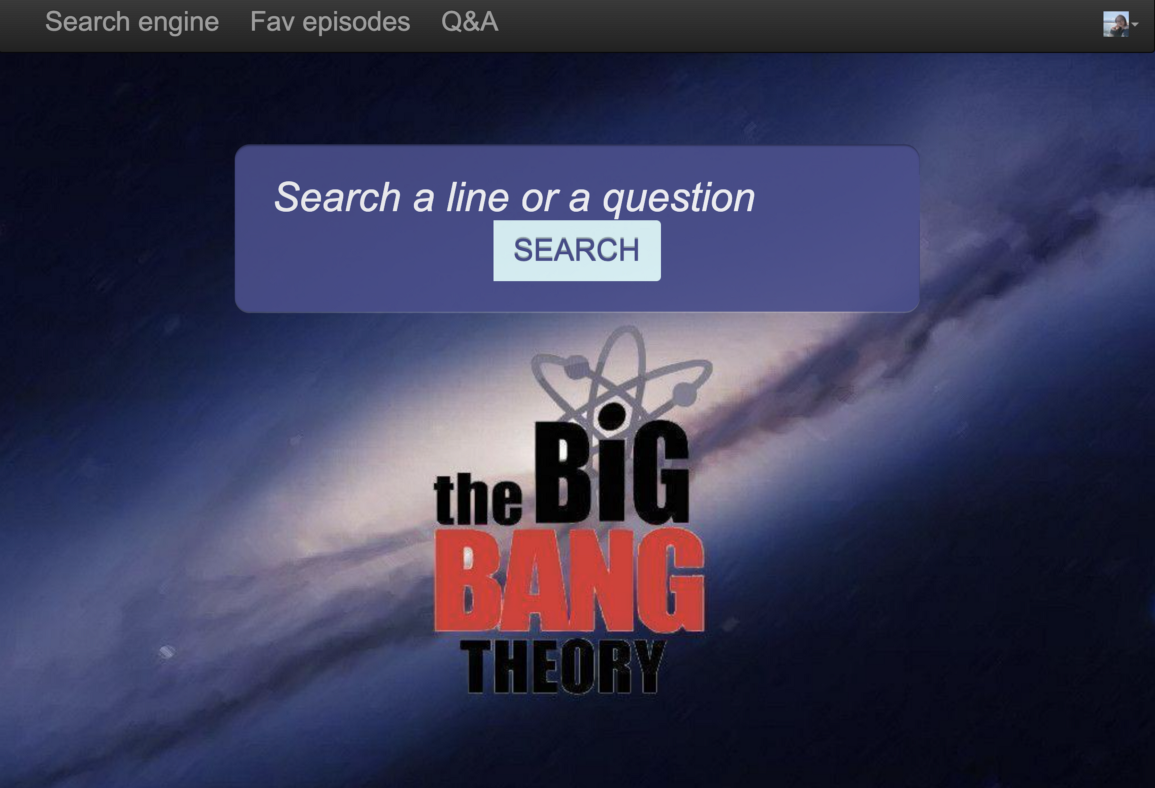 Search engine Fav episodes Q&A
Search a line or a question
SEARCH
the BiG
BANG
THEORY